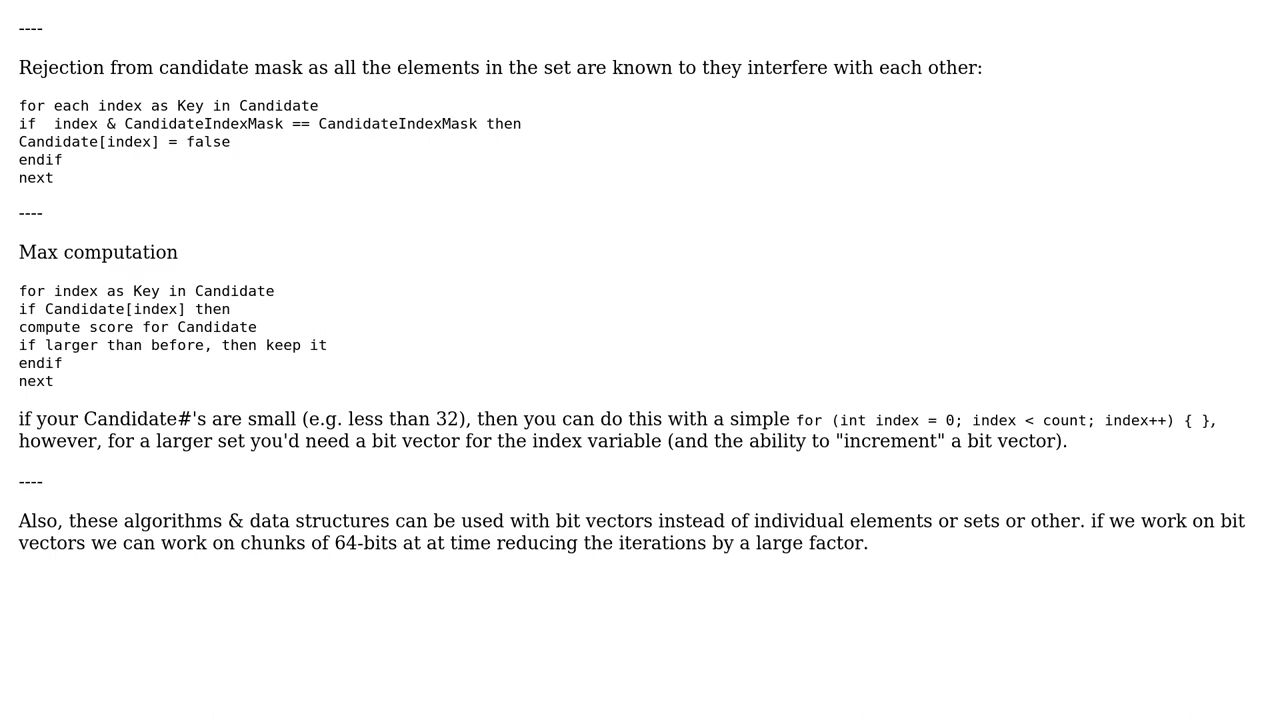 ----
Rejection from candidate mask as all the elements in the set are known to they interfere with each other:
for each index as Key in Candidate
if  index & CandidateIndexMask == CandidateIndexMask then
Candidate[index] = false
endif
next
----
Max computation
for index as Key in Candidate
if Candidate[index] then
compute score for Candidate
if larger than before, then keep it
endif
next
if your Candidate#'s are small (e.g. less than 32), then you can do this with a simple for (int index = 0; index < count; index++) { },
however, for a larger set you'd need a bit vector for the index variable (and the ability to "increment" a bit vector).
----
Also, these algorithms & data structures can be used with bit vectors instead of individual elements or sets or other. if we work on bit
vectors we can work on chunks of 64-bits at at time reducing the iterations by a large factor.